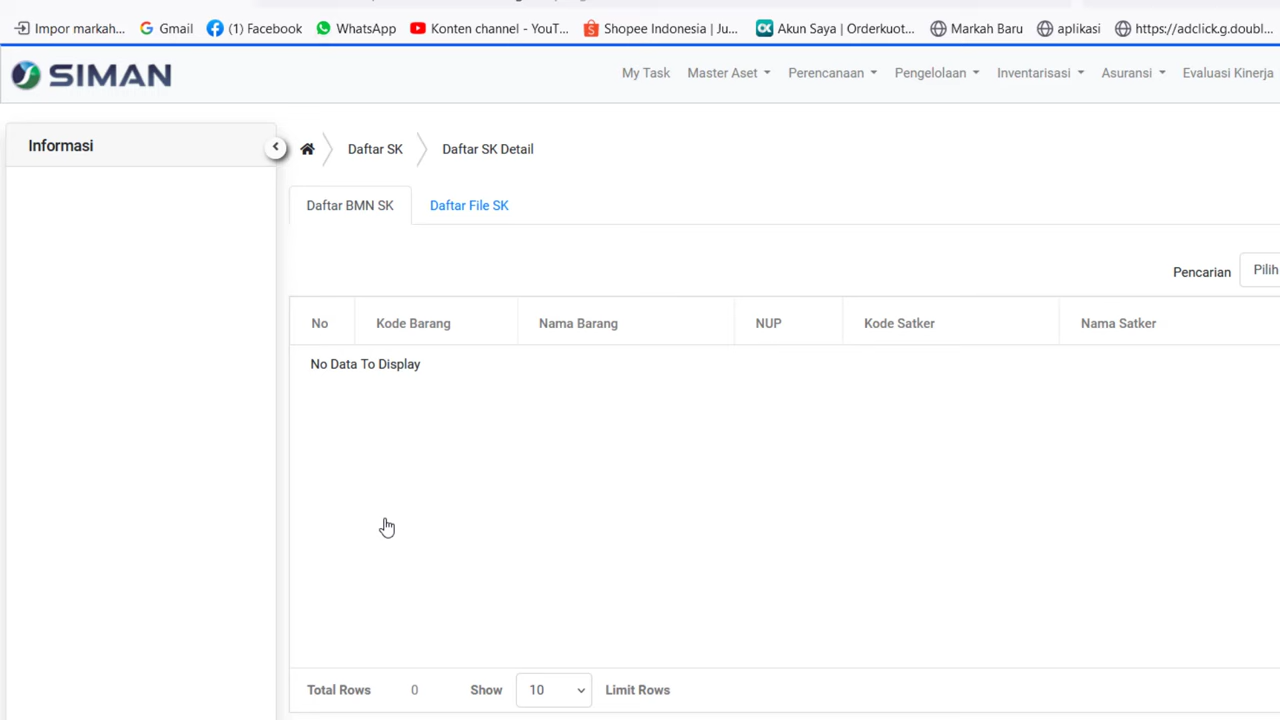 Impor markah... Gmail (1) Facebook WhatsApp Konten channel - YouT... Shopee Indonesia | Ju... Akun Saya | Orderkuot... Markah Baru aplikasi https://adclick.g.doubl...
SIMAN My Task Master Aset Perencanaan Pengelolaan Inventarisasi Asuransi Evaluasi Kinerja
Informasi Daftar SK Daftar SK Detail
Daftar BMN SK Daftar File SK
Pencarian Pilih
No Kode Barang Nama Barang NUP Kode Satker Nama Satker
No Data To Display
Total Rows 0 Show 10 Limit Rows